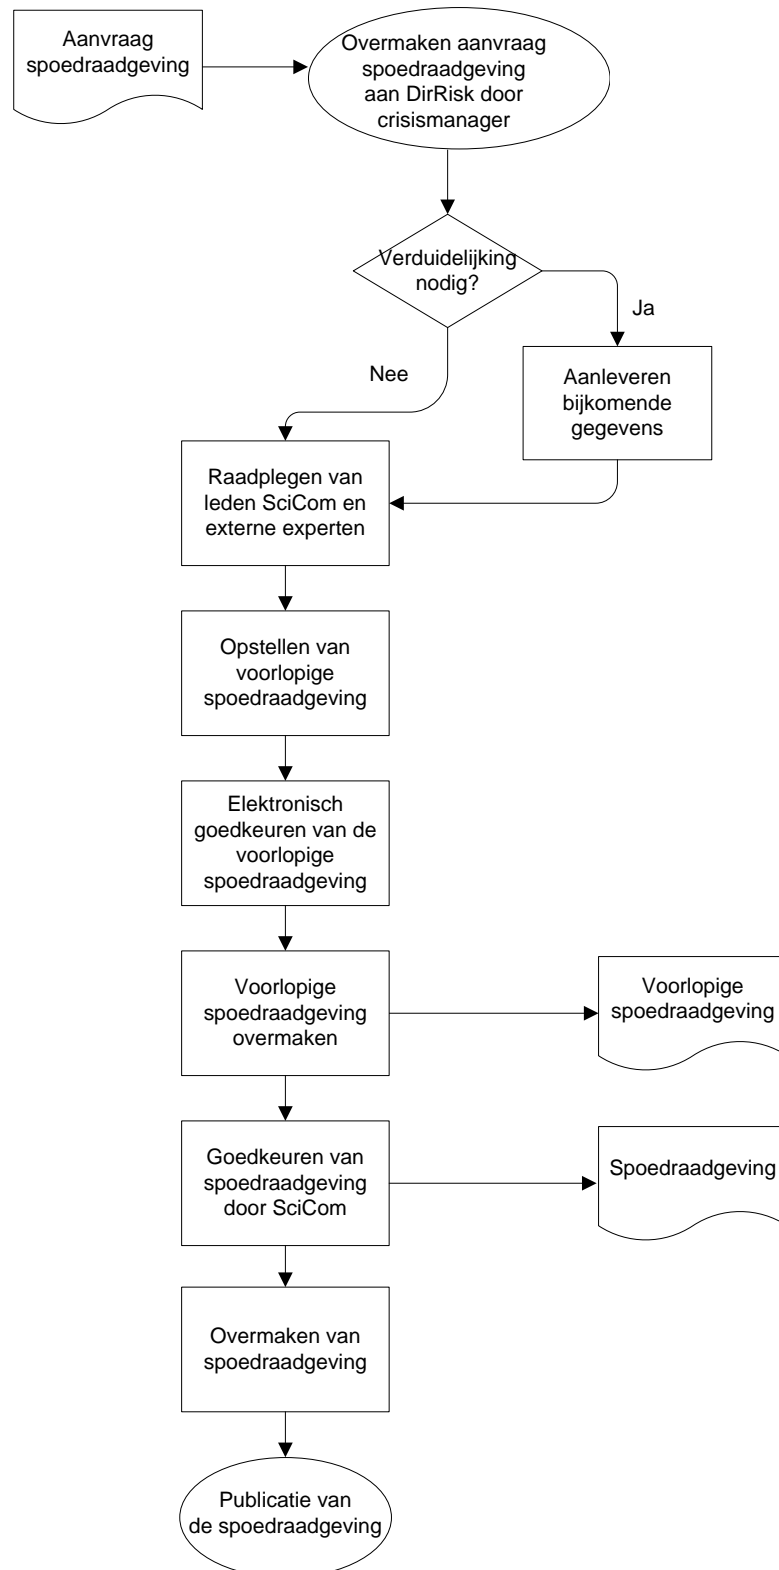 Aanvraag
spoedraadgeving
Overmaken aanvraag
spoedraadgeving
aan DirRisk door
crisismanager
Verduidelijking
nodig?
Ja
Nee
Aanleveren
bijkomende
gegevens
Raadplegen van
leden SciCom en
externe experten
Opstellen van
voorlopige
spoedraadgeving
Elektronisch
goedkeuren van de
voorlopige
spoedraadgeving
Voorlopige
spoedraadgeving
overmaken
Voorlopige
spoedraadgeving
Goedkeuren van
spoedraadgeving
door SciCom
Spoedraadgeving
Overmaken van
spoedraadgeving
Publicatie van
de spoedraadgeving